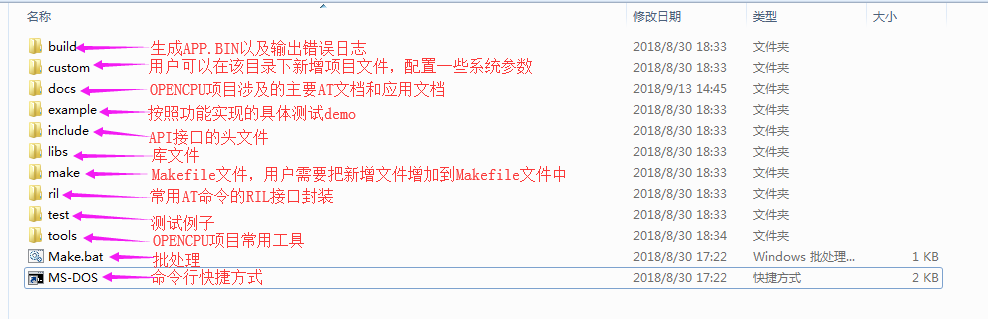 名称 修改日期 类型 大小
build 生成APP.BIN以及输出错误日志 2018/8/30 18:33 文件夹
custom 用户可以在该目录下新增项目文件，配置一些系统参数 2018/8/30 18:33 文件夹
docs OPENCPU项目涉及的主要AT文档和应用文档 2018/9/13 14:45 文件夹
example 按照功能实现的具体测试demo 2018/8/30 18:33 文件夹
include API接口的头文件 2018/8/30 18:33 文件夹
libs 库文件 2018/8/30 18:33 文件夹
make Makefile文件，用户需要把新增文件增加到Makefile文件中 2018/8/30 18:33 文件夹
ril 常用AT命令的RIL接口封装 2018/8/30 18:33 文件夹
test 测试例子 2018/8/30 18:33 文件夹
tools OPENCPU项目常用工具 2018/8/30 18:34 文件夹
Make.bat 批处理 2018/8/30 17:22 Windows 批处理... 1 KB
MS-DOS 命令行快捷方式 2018/8/30 17:22 快捷方式 2 KB